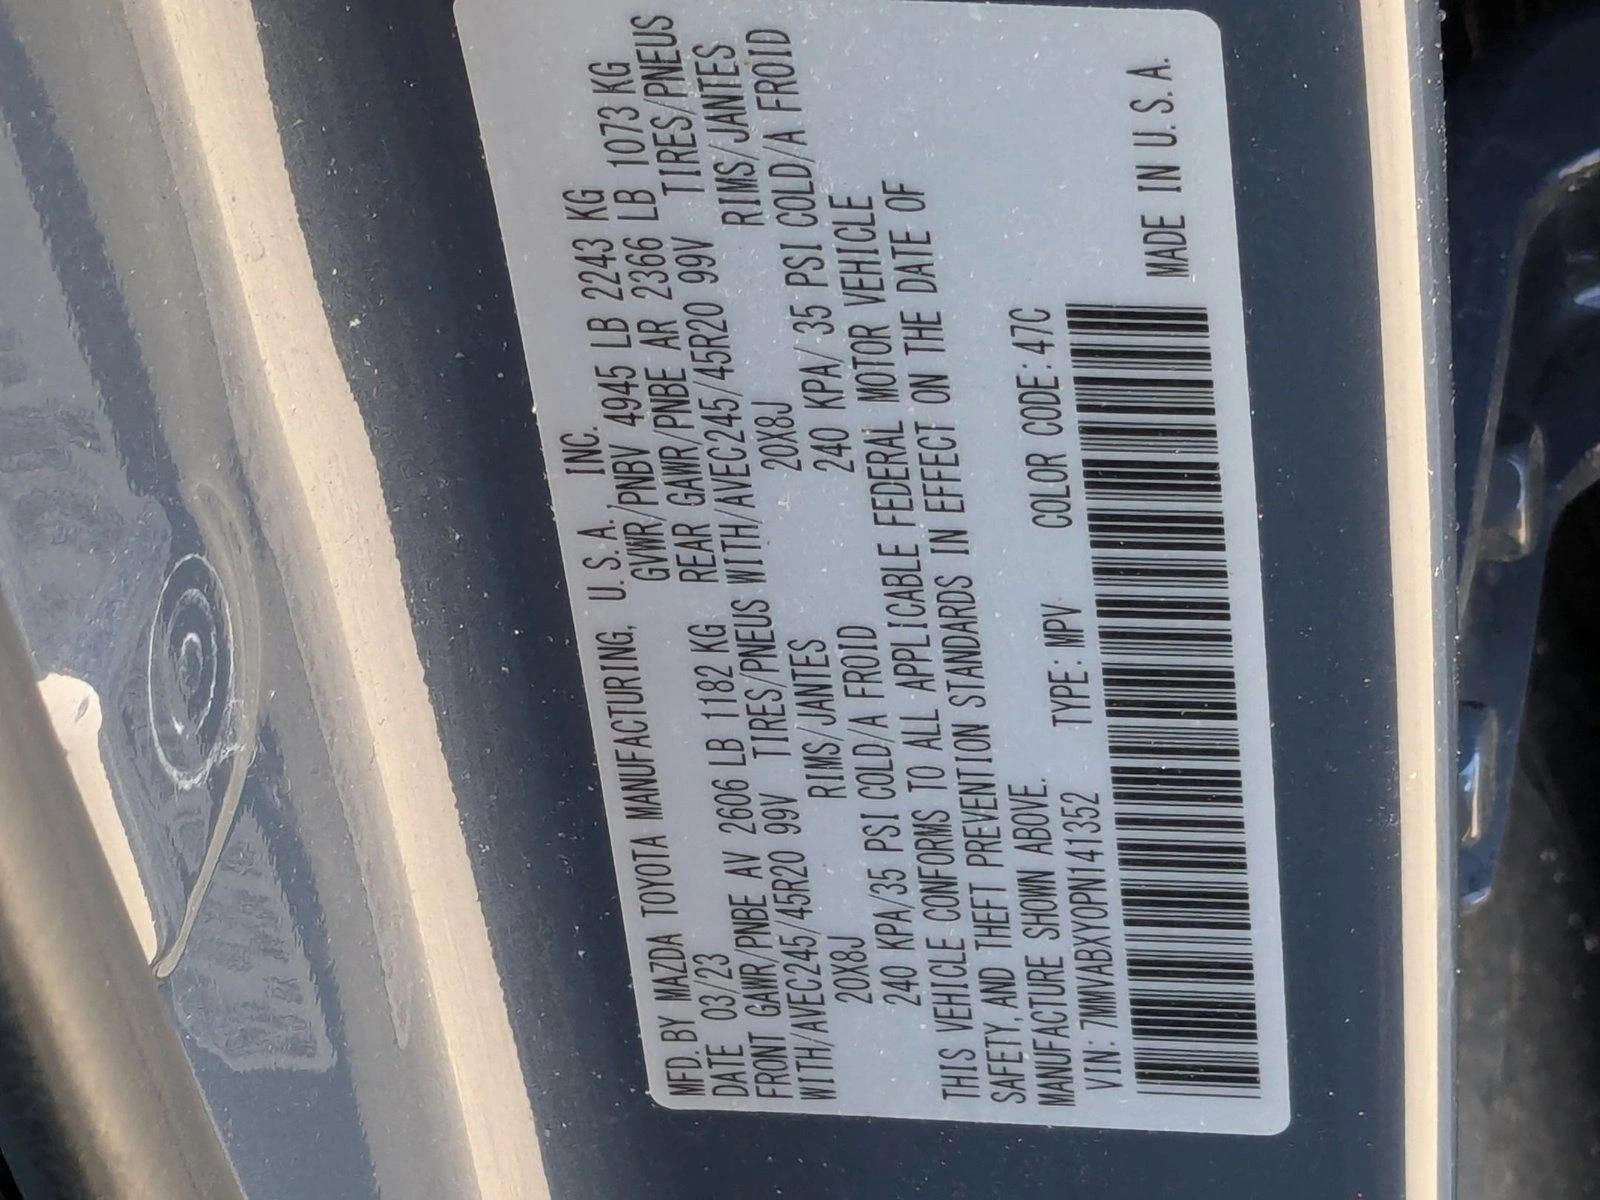 MFD. BY MAZDA TOYOTA MANUFACTURING, U.S.A. INC.
DATE 03/23 GVWR/PNBV 4945 LB 2243 KG
FRONT GAWR/PNBE AV 2606 LB 1182 KG REAR GAWR/PNBE AR 2366 LB 1073 KG
WITH/AVEC245/45R20 99V TIRES/PNEUS WITH/AVEC245/45R20 99V TIRES/PNEUS
20X8J RIMS/JANTES 20X8J RIMS/JANTES
240 KPA/35 PSI COLD/A FROID 240 KPA/35 PSI COLD/A FROID
THIS VEHICLE CONFORMS TO ALL APPLICABLE FEDERAL MOTOR VEHICLE
SAFETY, AND THEFT PREVENTION STANDARDS IN EFFECT ON THE DATE OF
MANUFACTURE SHOWN ABOVE.
VIN: 7MMVABXY0PN141352 TYPE: MPV COLOR CODE: 47C
MADE IN U.S.A.